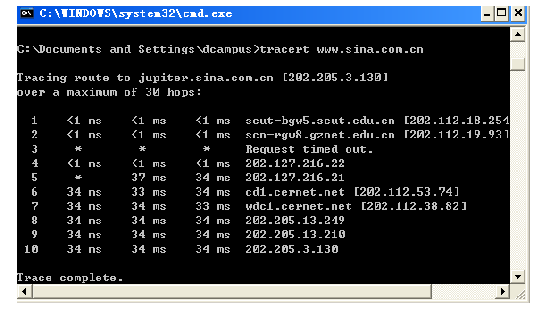 C:\WINDOWS\system32\cmd.exe
C:\Documents and Settings\dcampus>tracert www.sina.com.cn
Tracing route to jupiter.sina.com.cn [202.205.3.130]
over a maximum of 30 hops:
1 <1 ms <1 ms <1 ms scut-bgw5.scut.edu.cn [202.112.18.254
2 <1 ms <1 ms <1 ms scn-rgw8.gznet.edu.cn [202.112.19.93]
3 * * * Request timed out.
4 <1 ms <1 ms <1 ms 202.127.216.22
5 * 37 ms 34 ms 202.127.216.21
6 34 ms 33 ms 34 ms cd1.cernet.net [202.112.53.74]
7 34 ms 34 ms 33 ms wdc1.cernet.net [202.112.38.82]
8 34 ms 34 ms 34 ms 202.205.13.249
9 34 ms 34 ms 34 ms 202.205.13.210
10 34 ms 34 ms 34 ms 202.205.3.130
Trace complete.